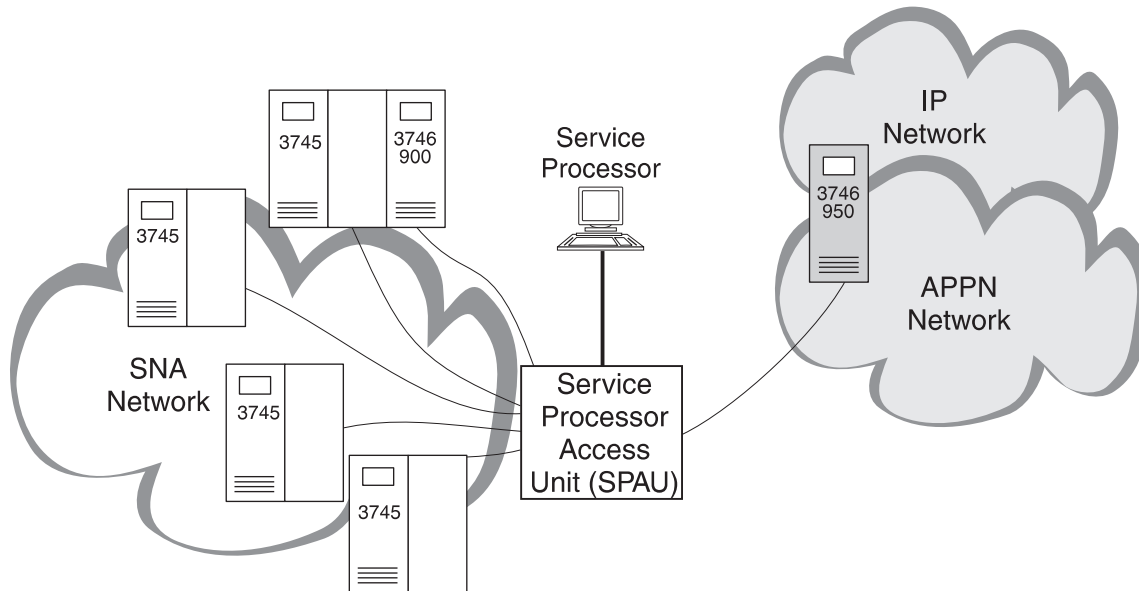 3745
3746
900
Service
Processor
IP
Network
3745
3746
950
APPN
Network
SNA
Network
3745
Service
Processor
Access
Unit (SPAU)
3745